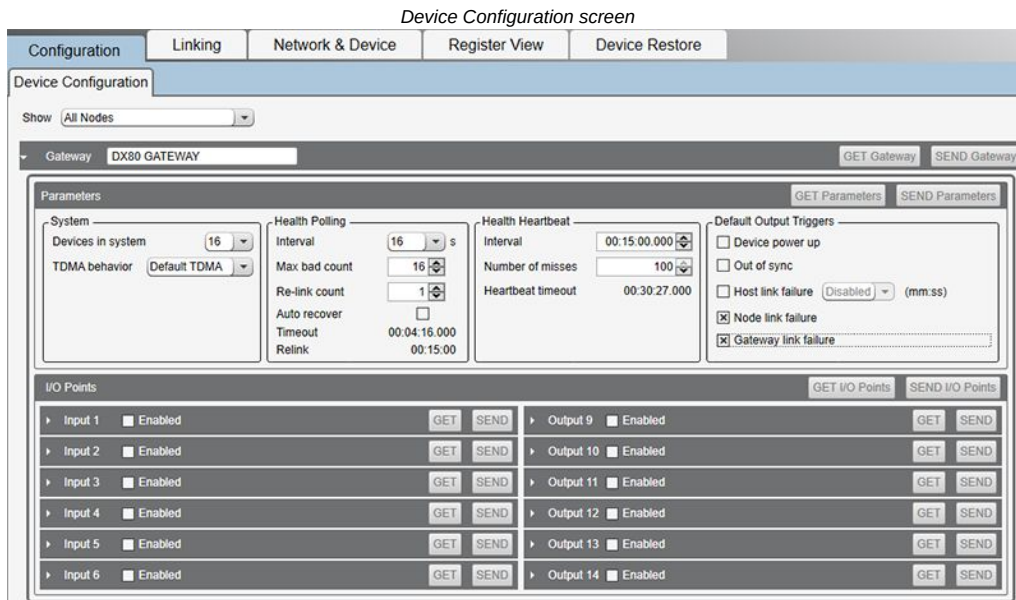 Device Configuration screen
Configuration Linking Network & Device Register View Device Restore
Device Configuration
Show All Nodes
Gateway DX80 GATEWAY GET Gateway SEND Gateway
Parameters GET Parameters SEND Parameters
System
Devices in system 16
TDMA behavior Default TDMA
Health Polling
Interval 16 s
Max bad count 16
Re-link count 1
Auto recover
Timeout 00:04:16.000
Relink 00:15:00
Health Heartbeat
Interval 00:15:00.000
Number of misses 100
Heartbeat timeout 00:30:27.000
Default Output Triggers
Device power up
Out of sync
Host link failure Disabled (mm:ss)
Node link failure
Gateway link failure
I/O Points GET I/O Points SEND I/O Points
Input 1 Enabled GET SEND Output 9 Enabled GET SEND
Input 2 Enabled GET SEND Output 10 Enabled GET SEND
Input 3 Enabled GET SEND Output 11 Enabled GET SEND
Input 4 Enabled GET SEND Output 12 Enabled GET SEND
Input 5 Enabled GET SEND Output 13 Enabled GET SEND
Input 6 Enabled GET SEND Output 14 Enabled GET SEND